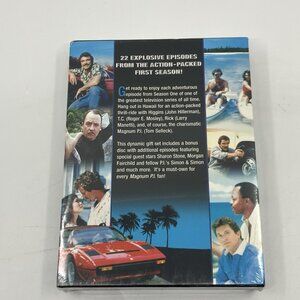 22 EXPLOSIVE EPISODES
FROM THE ACTION-PACKED
FIRST SEASON!
Get ready to enjoy each adventurous
episode from Season One of one of
the greatest television series of all time.
Hang out in Hawaii for an action-packed
thrill-ride with Higgins (John Hillerman),
T.C. (Roger E. Mosley), Rick (Larry
Manetti), and, of course, the charismatic
Magnum P.I. (Tom Selleck).
This dynamic gift set includes a bonus
disc with additional episodes featuring
special guest stars Sharon Stone, Morgan
Fairchild and fellow P.I.'s Simon & Simon
and much more. It's a must-own for
every Magnum P.I. fan!